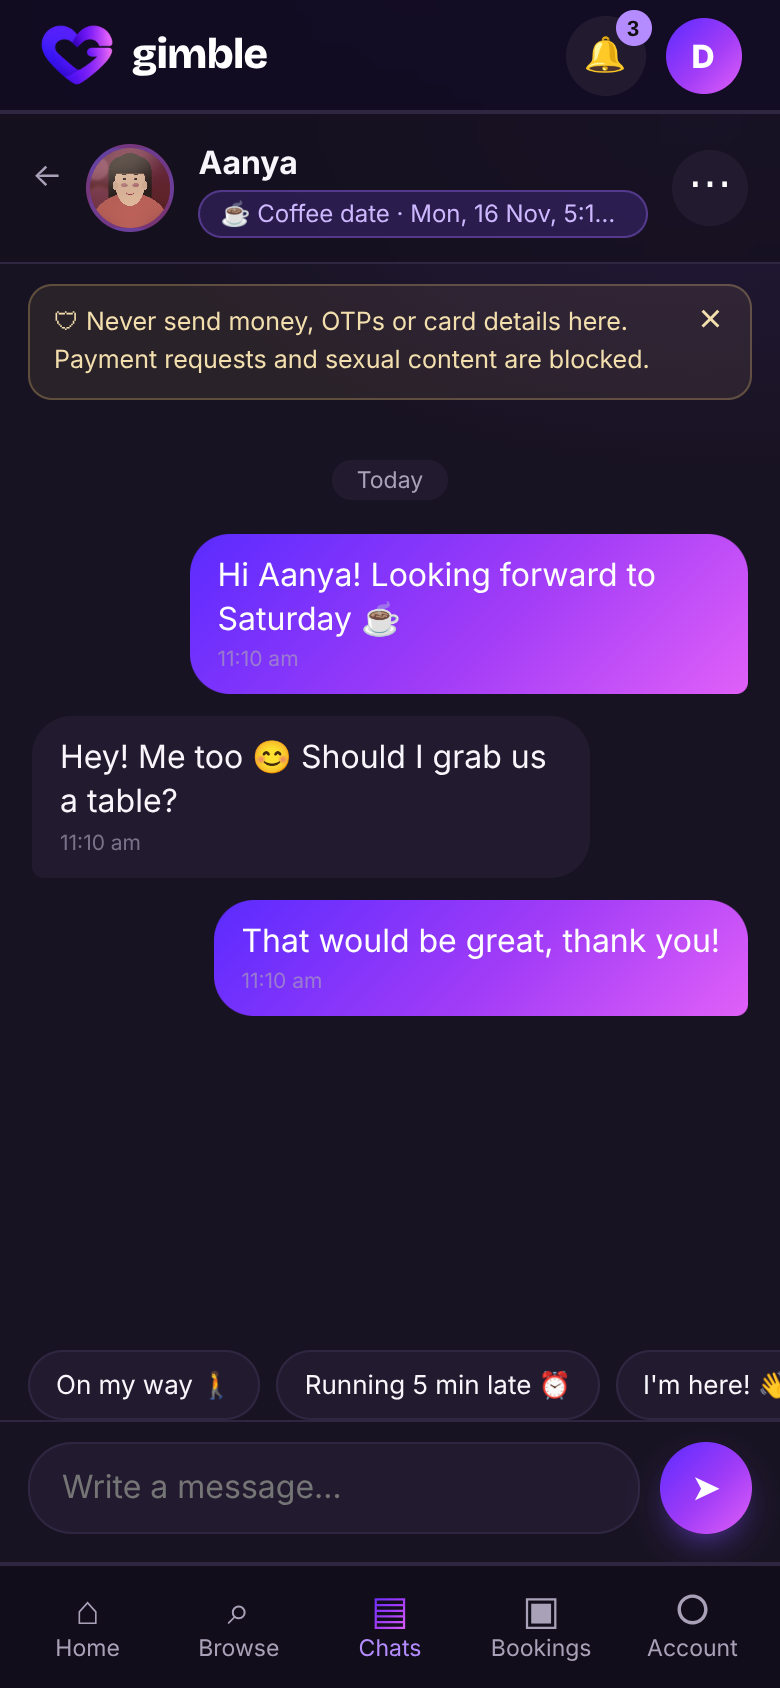 gimble
3
D
←
Aanya
...
☕ Coffee date · Mon, 16 Nov, 5:1...
🛡 Never send money, OTPs or card details here. ✕
Payment requests and sexual content are blocked.
Today
Hi Aanya! Looking forward to
Saturday ☕
11:10 am
Hey! Me too 😊 Should I grab us
a table?
11:10 am
That would be great, thank you!
11:10 am
On my way 🚶
Running 5 min late ⏰
I'm here! 👋
Write a message...
Home
Browse
Chats
Bookings
Account